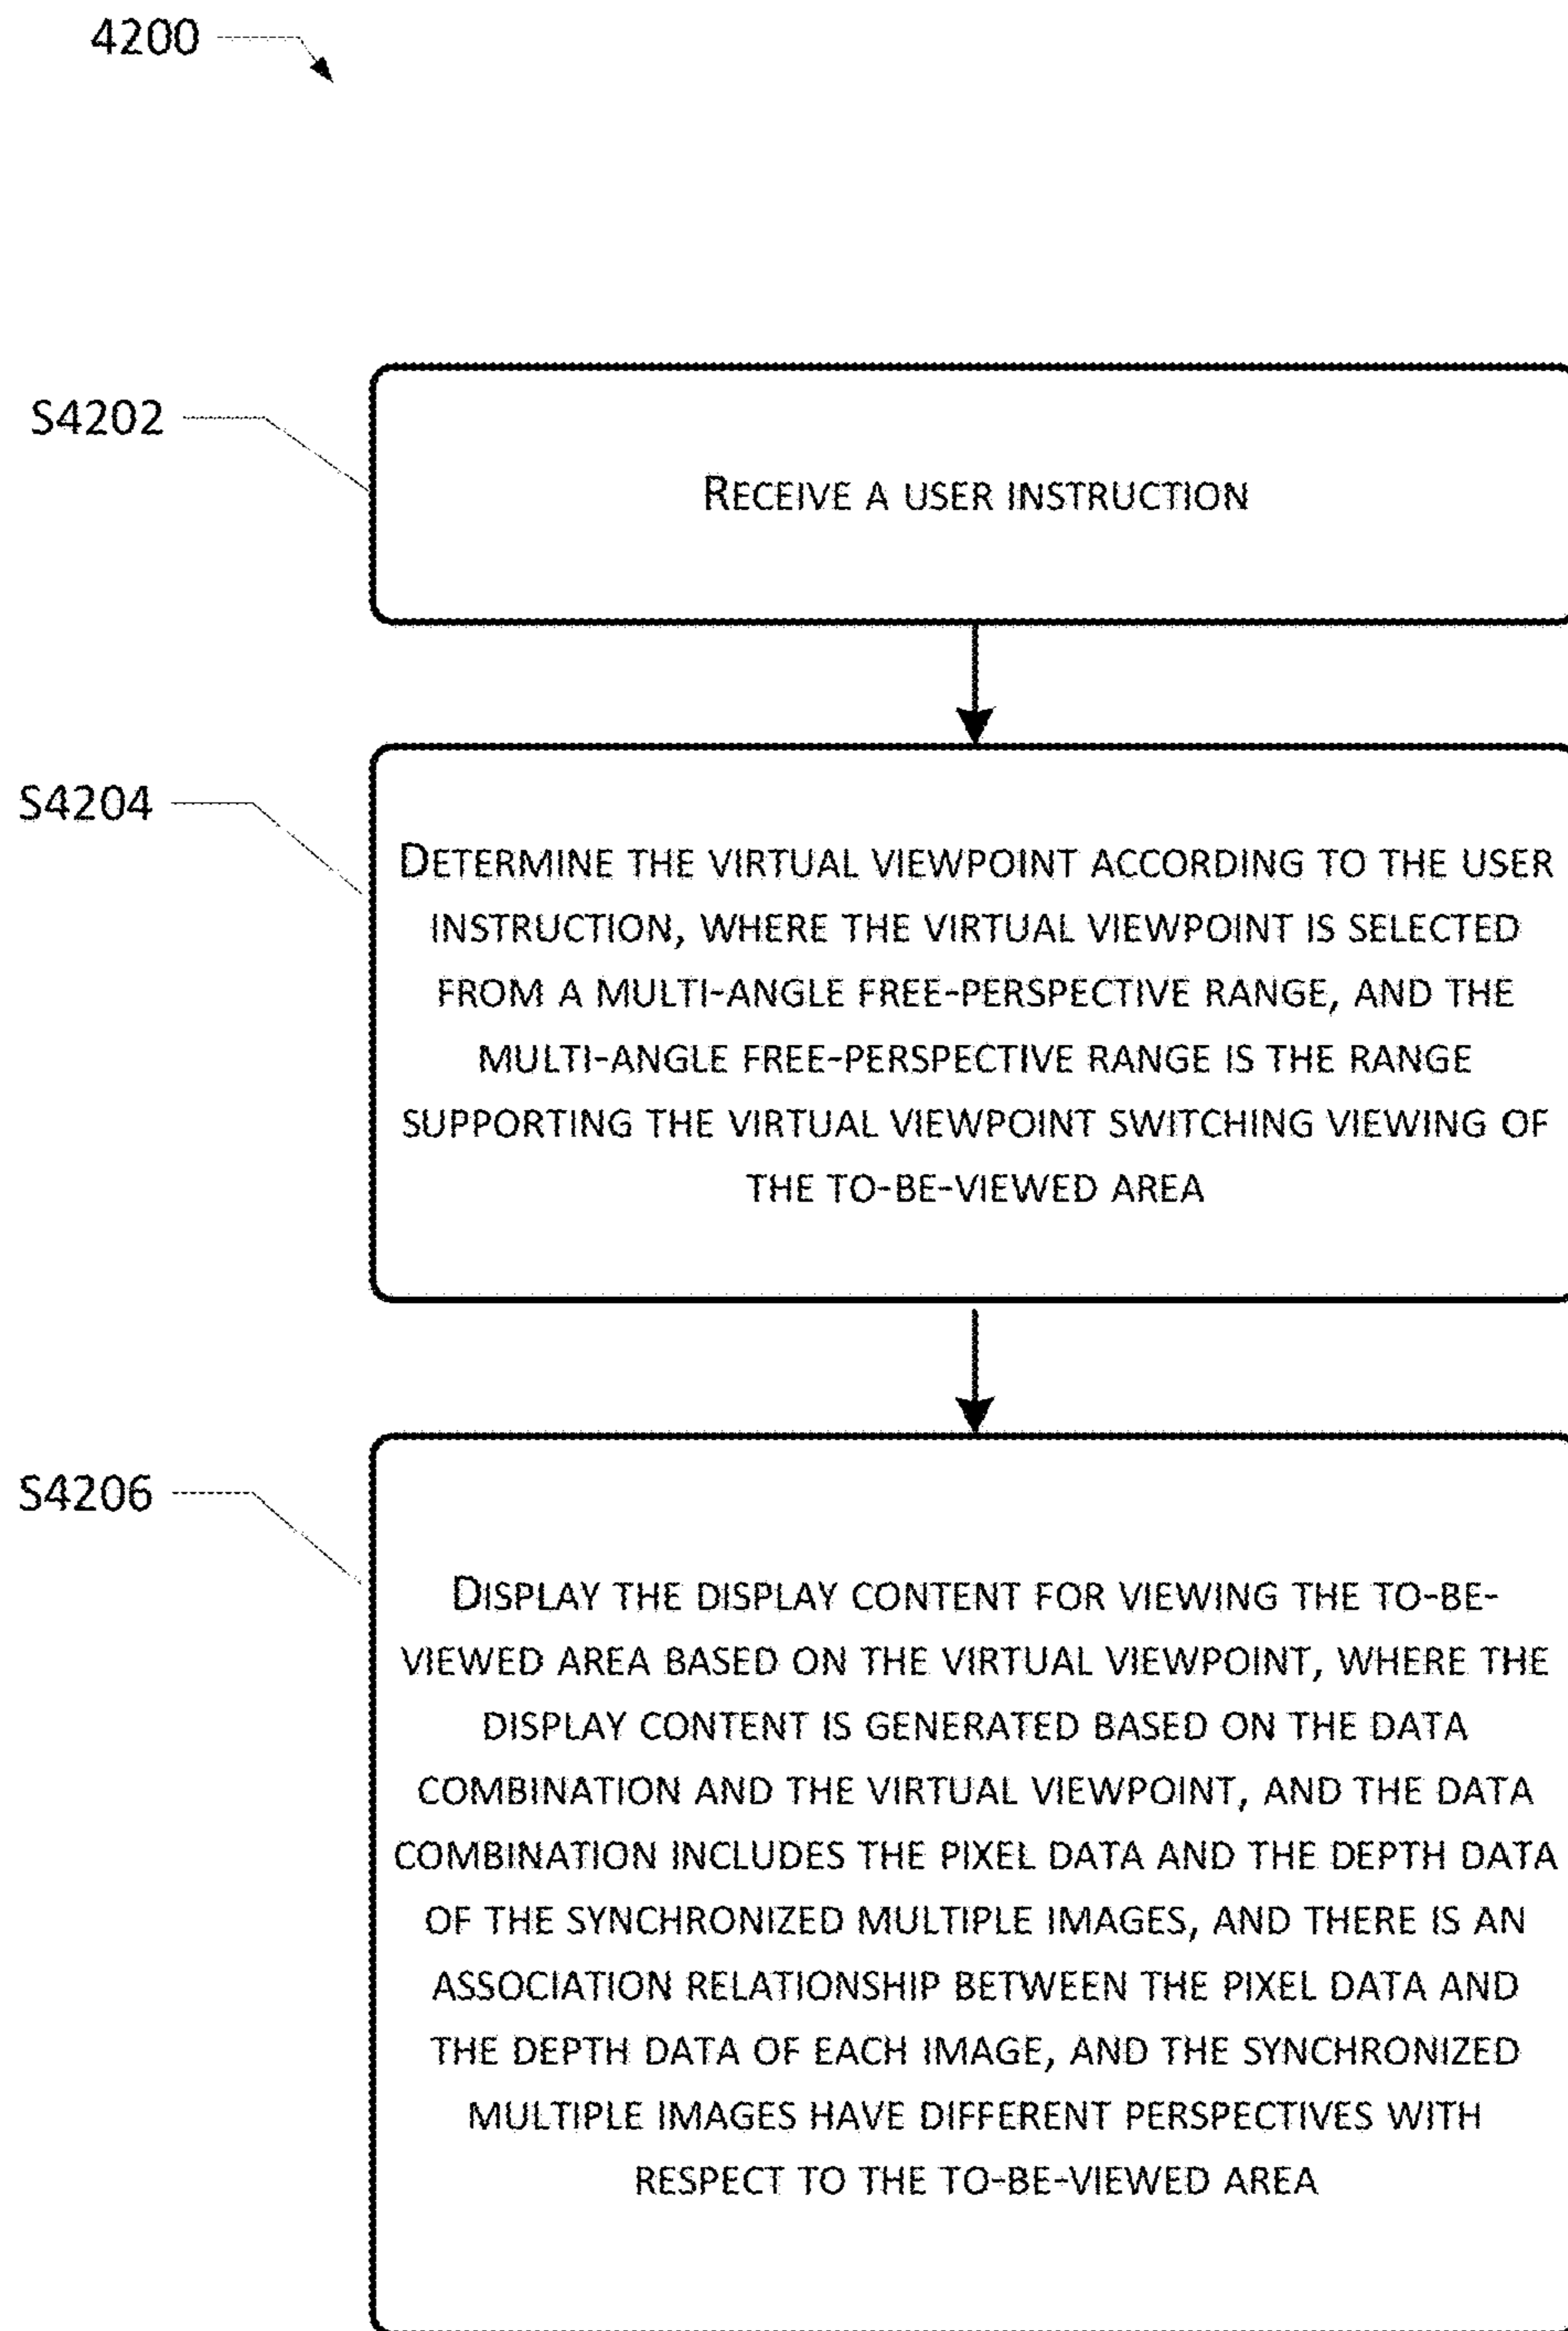 4200
S4202
RECEIVE A USER INSTRUCTION
S4204
DETERMINE THE VIRTUAL VIEWPOINT ACCORDING TO THE USER
INSTRUCTION, WHERE THE VIRTUAL VIEWPOINT IS SELECTED
FROM A MULTI-ANGLE FREE-PERSPECTIVE RANGE, AND THE
MULTI-ANGLE FREE-PERSPECTIVE RANGE IS THE RANGE
SUPPORTING THE VIRTUAL VIEWPOINT SWITCHING VIEWING OF
THE TO-BE-VIEWED AREA
S4206
DISPLAY THE DISPLAY CONTENT FOR VIEWING THE TO-BE-
VIEWED AREA BASED ON THE VIRTUAL VIEWPOINT, WHERE THE
DISPLAY CONTENT IS GENERATED BASED ON THE DATA
COMBINATION AND THE VIRTUAL VIEWPOINT, AND THE DATA
COMBINATION INCLUDES THE PIXEL DATA AND THE DEPTH DATA
OF THE SYNCHRONIZED MULTIPLE IMAGES, AND THERE IS AN
ASSOCIATION RELATIONSHIP BETWEEN THE PIXEL DATA AND
THE DEPTH DATA OF EACH IMAGE, AND THE SYNCHRONIZED
MULTIPLE IMAGES HAVE DIFFERENT PERSPECTIVES WITH
RESPECT TO THE TO-BE-VIEWED AREA